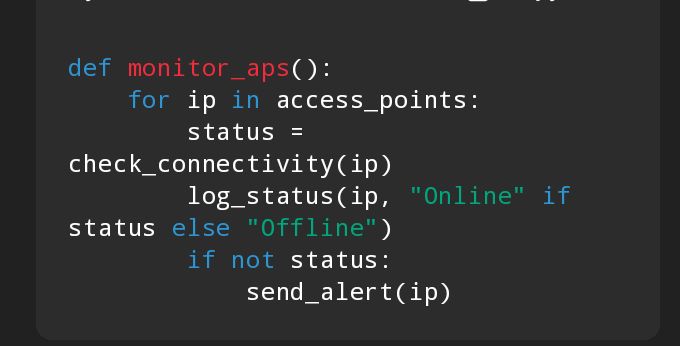 def monitor_aps():
    for ip in access_points:
        status =
check_connectivity(ip)
        log_status(ip, "Online" if
status else "Offline")
        if not status:
            send_alert(ip)